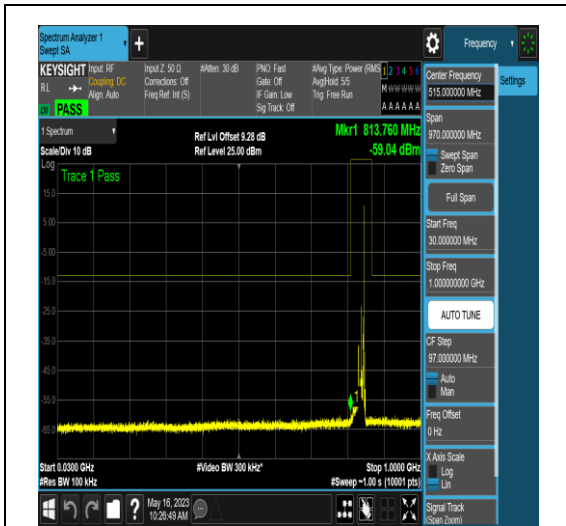 Spectrum Analyzer 1
Swept SA
+
Frequency
KEYSIGHT
RL
PASS
Input: RF
Coupling: DC
Align: Auto
Input Z: 50 Ω
Corrections: Off
Freq Ref: Int (S)
#Atten: 30 dB
PNO: Fast
Gate: Off
IF Gain: Low
Sig Track: Off
#Avg Type: Power (RMS
Avg|Hold: 5/5
Trig: Free Run
1 2 3 4 5 6
M W W W W W
A A A A A A
1 Spectrum
Scale/Div 10 dB
Ref Lvl Offset 9.28 dB
Ref Level 25.00 dBm
Mkr1 813.760 MHz
-59.04 dBm
Log
Trace 1 Pass
15.0
5.00
-5.00
-15.0
-25.0
-35.0
-45.0
-55.0
-65.0
Start 0.0300 GHz
#Res BW 100 kHz
#Video BW 300 kHz*
Stop 1.0000 GHz
#Sweep ~1.00 s (10001 pts)
May 16, 2023
10:26:49 AM
Center Frequency
515.000000 MHz
Settings
Span
970.000000 MHz
Swept Span
Zero Span
Full Span
Start Freq
30.000000 MHz
Stop Freq
1.000000000 GHz
AUTO TUNE
CF Step
97.000000 MHz
Auto
Man
Freq Offset
0 Hz
X Axis Scale
Log
Lin
Signal Track
(Span Zoom)